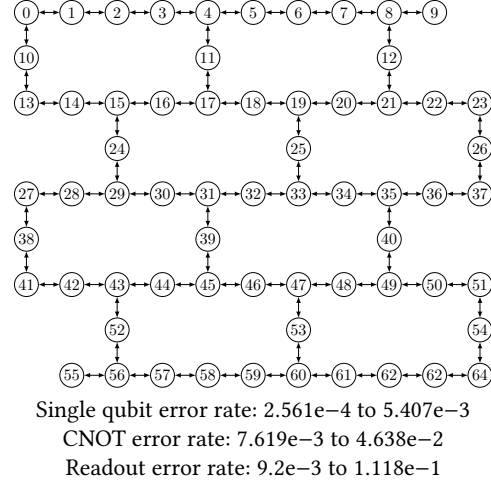 0 1 2 3 4 5 6 7 8 9
10 11 12
13 14 15 16 17 18 19 20 21 22 23
24 25 26
27 28 29 30 31 32 33 34 35 36 37
38 39 40
41 42 43 44 45 46 47 48 49 50 51
52 53 54
55 56 57 58 59 60 61 62 62 64
Single qubit error rate: 2.561e−4 to 5.407e−3
CNOT error rate: 7.619e−3 to 4.638e−2
Readout error rate: 9.2e−3 to 1.118e−1